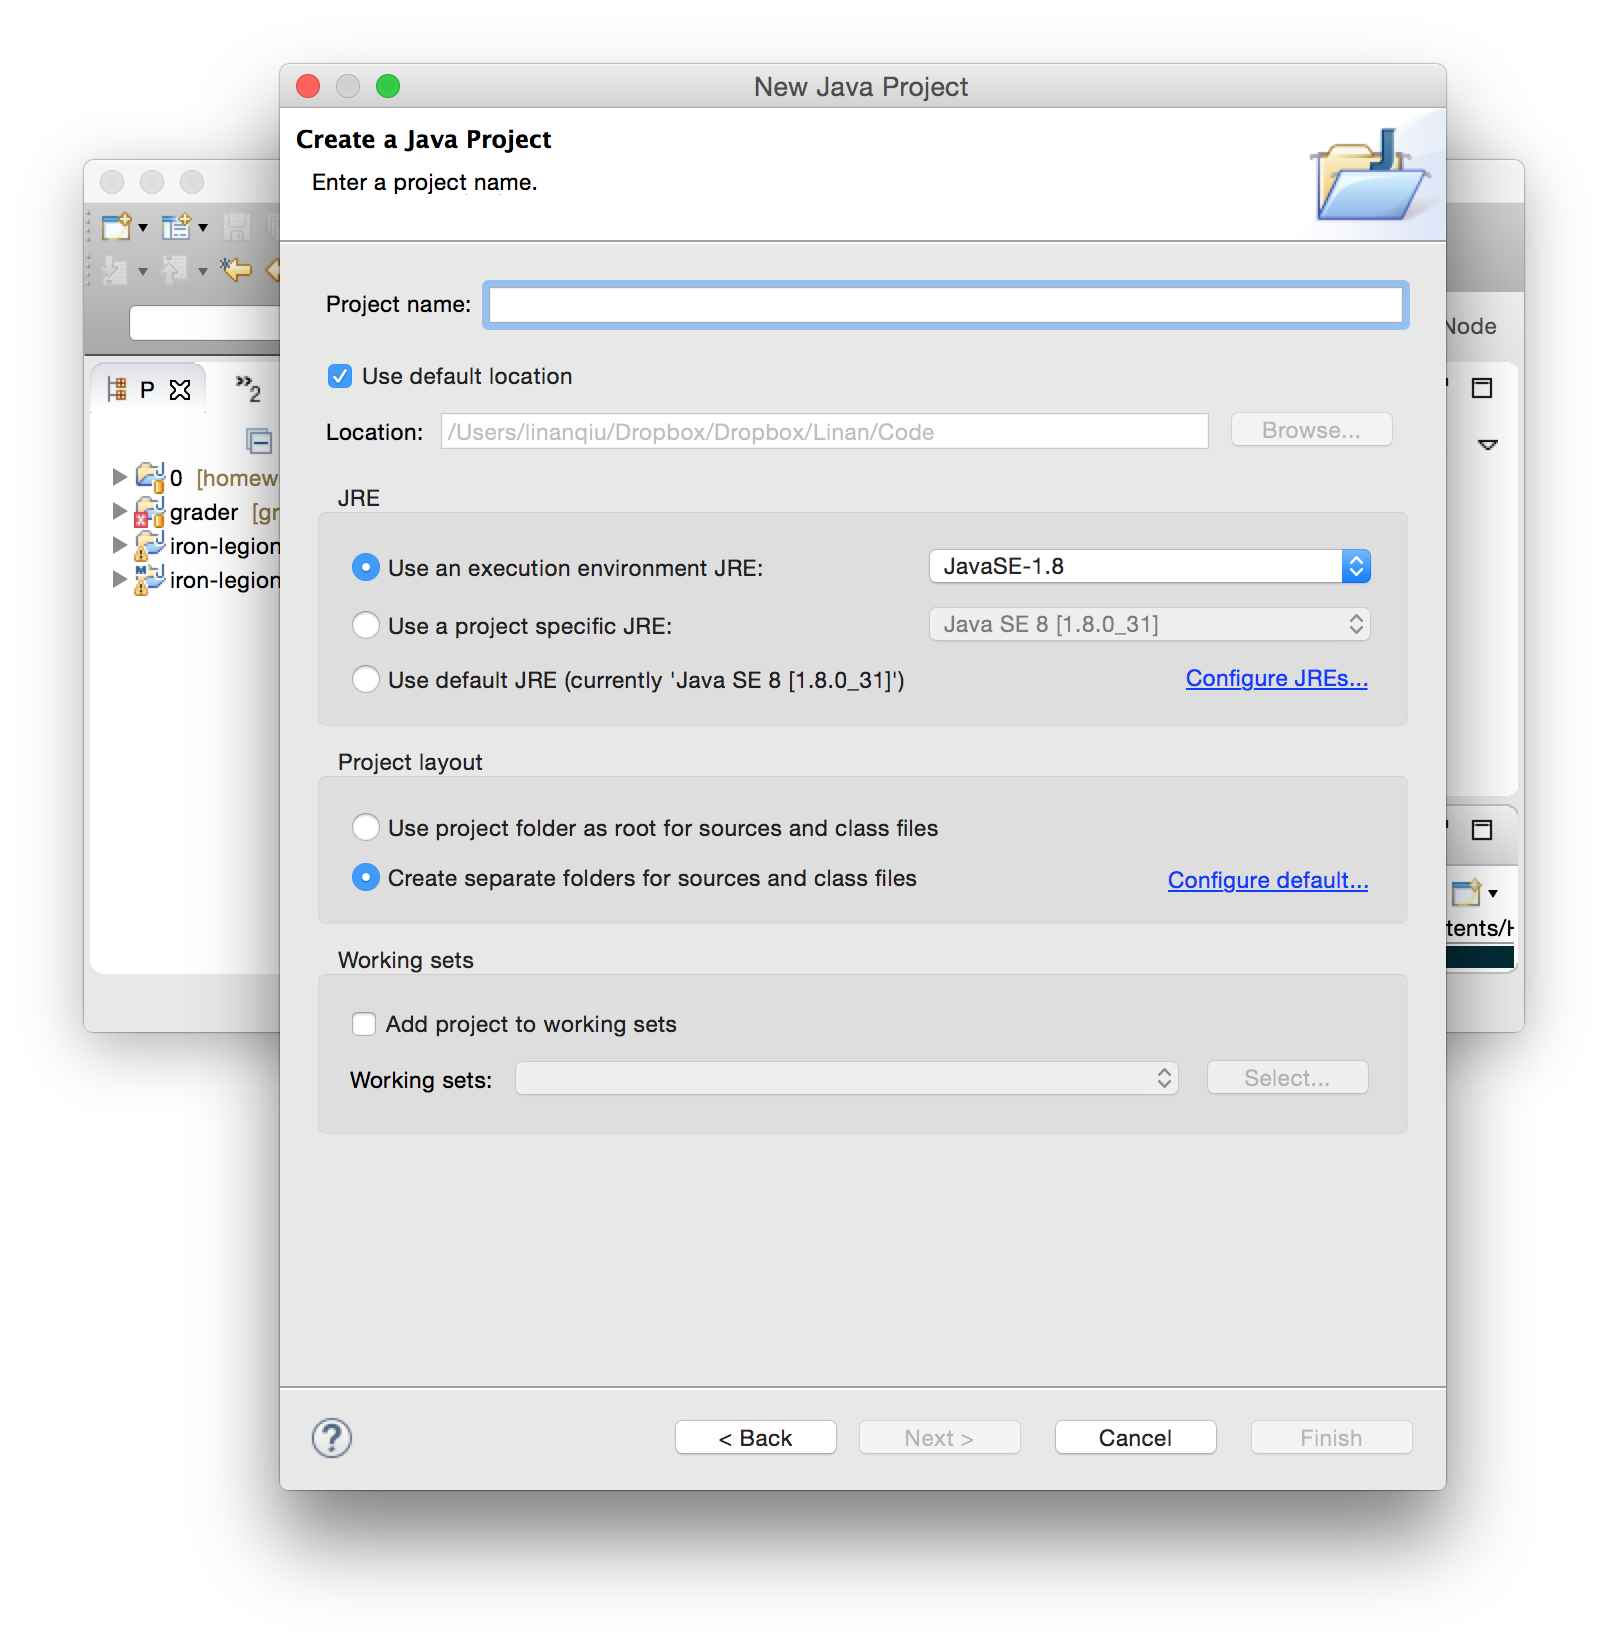 New Java Project
Create a Java Project
Enter a project name.
Project name:
Use default location
Location: /Users/linanqiu/Dropbox/Dropbox/Linan/Code Browse...
JRE
Use an execution environment JRE: JavaSE-1.8
Use a project specific JRE: Java SE 8 [1.8.0_31]
Use default JRE (currently 'Java SE 8 [1.8.0_31]') Configure JREs...
Project layout
Use project folder as root for sources and class files
Create separate folders for sources and class files Configure default...
Working sets
Add project to working sets
Working sets: Select...
? < Back Next > Cancel Finish
P 2
0 [homew
grader [gr
iron-legion
iron-legion
Node
tents/H